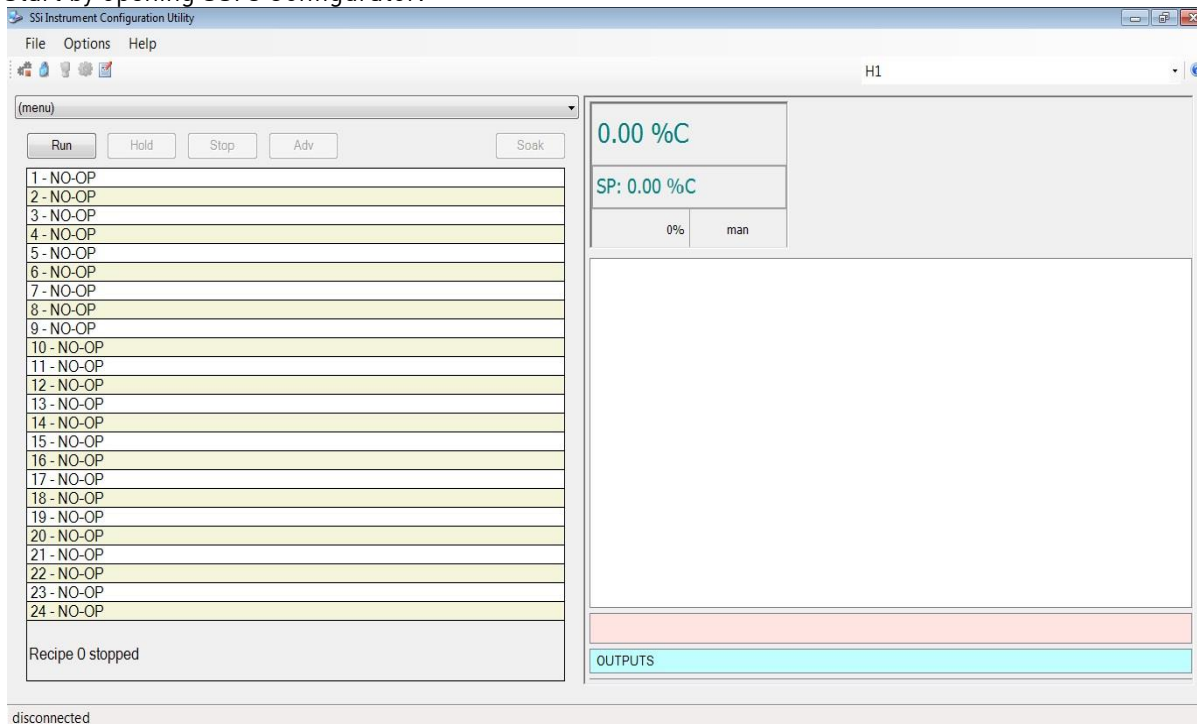 SSi Instrument Configuration Utility
File Options Help
H1
(menu)
Run Hold Stop Adv Soak
1 - NO-OP
2 - NO-OP
3 - NO-OP
4 - NO-OP
5 - NO-OP
6 - NO-OP
7 - NO-OP
8 - NO-OP
9 - NO-OP
10 - NO-OP
11 - NO-OP
12 - NO-OP
13 - NO-OP
14 - NO-OP
15 - NO-OP
16 - NO-OP
17 - NO-OP
18 - NO-OP
19 - NO-OP
20 - NO-OP
21 - NO-OP
22 - NO-OP
23 - NO-OP
24 - NO-OP
Recipe 0 stopped
0.00 %C
SP: 0.00 %C
0% man
OUTPUTS
disconnected